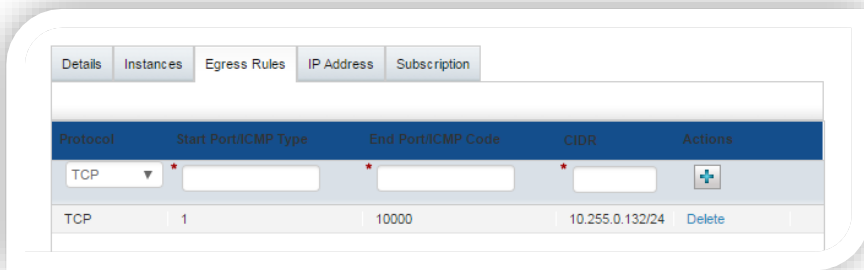 Details Instances Egress Rules IP Address Subscription
Protocol Start Port/ICMP Type End Port/ICMP Code CIDR Actions
TCP ▼ * * * +
TCP 1 10000 10.255.0.132/24 Delete